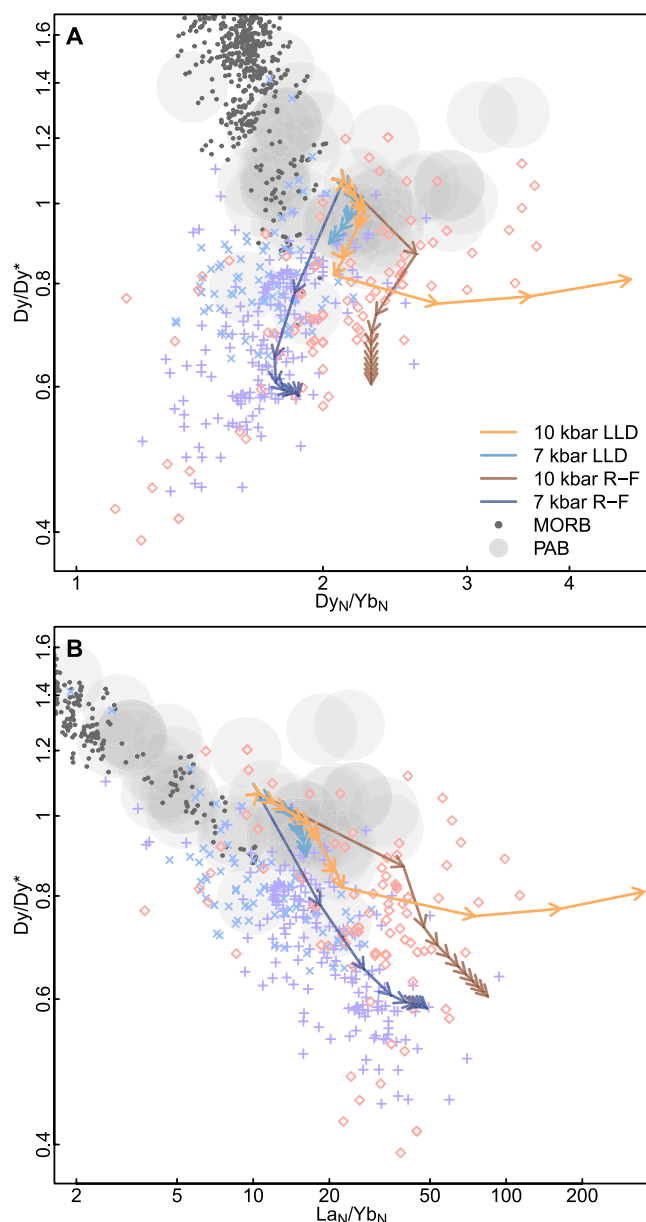 A
1.6
1.4
1.2
1
0.8
0.6
0.4
Dy/Dy*
10 kbar LLD
7 kbar LLD
10 kbar R−F
7 kbar R−F
MORB
PAB
1 2 3 4
DyN/YbN
B
1.6
1.4
1.2
1
0.8
0.6
0.4
Dy/Dy*
2 5 10 20 50 100 200
LaN/YbN